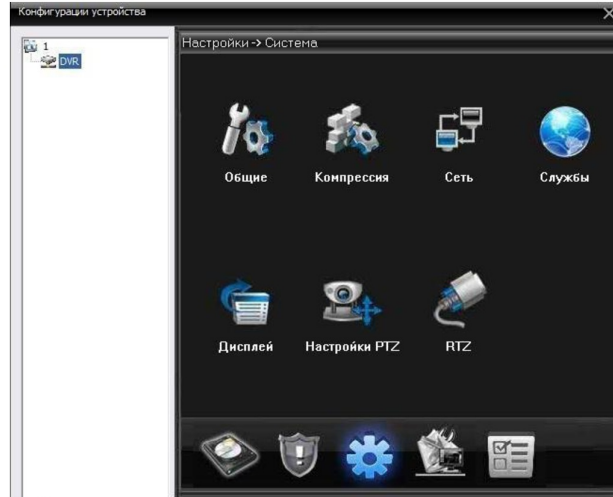 Конфигурации устройства
1
DVR
Настройки -> Система
Общие
Компрессия
Сеть
Службы
Дисплей
Настройки PTZ
RTZ